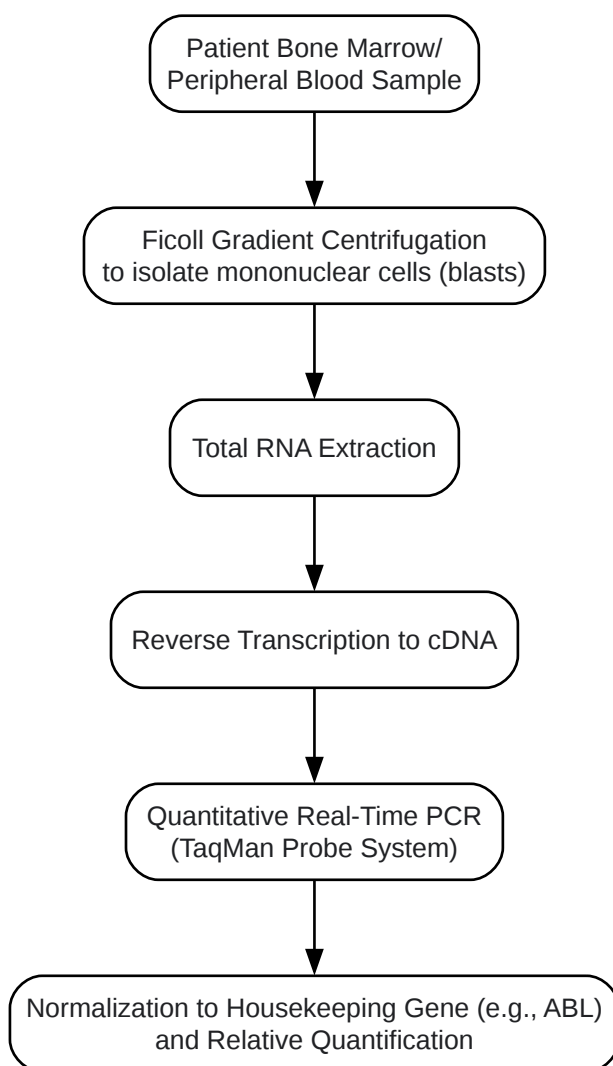 Patient Bone Marrow/
Peripheral Blood Sample
Ficoll Gradient Centrifugation
to isolate mononuclear cells (blasts)
Total RNA Extraction
Reverse Transcription to cDNA
Quantitative Real-Time PCR
(TaqMan Probe System)
Normalization to Housekeeping Gene (e.g., ABL)
and Relative Quantification